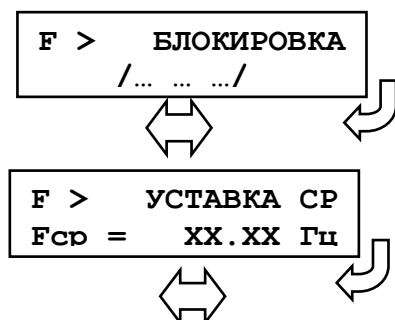 F > БЛОКИРОВКА
/… … …/
F > УСТАВКА СР
Fср = XX.XX Гц